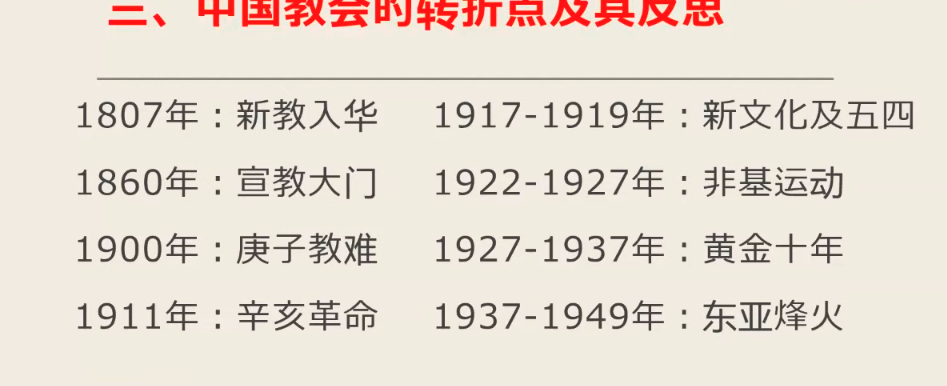 三、中国教会的转折点及其反思
1807年：新教入华 1917-1919年：新文化及五四
1860年：宣教大门 1922-1927年：非基运动
1900年：庚子教难 1927-1937年：黄金十年
1911年：辛亥革命 1937-1949年：东亚烽火